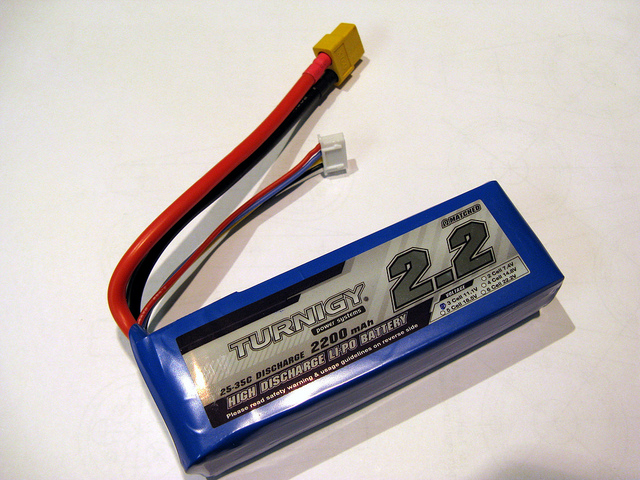 MATCHED
2.2
TURNIGY®
power systems
VOLTAGE
2 Cell 7.4V
3 Cell 11.1V
4 Cell 14.8V
5 Cell 18.5V
6 Cell 22.2V
25-35C DISCHARGE 2200 mAh
HIGH DISCHARGE LI-PO BATTERY
Please read safety warning & usage guidelines on reverse side